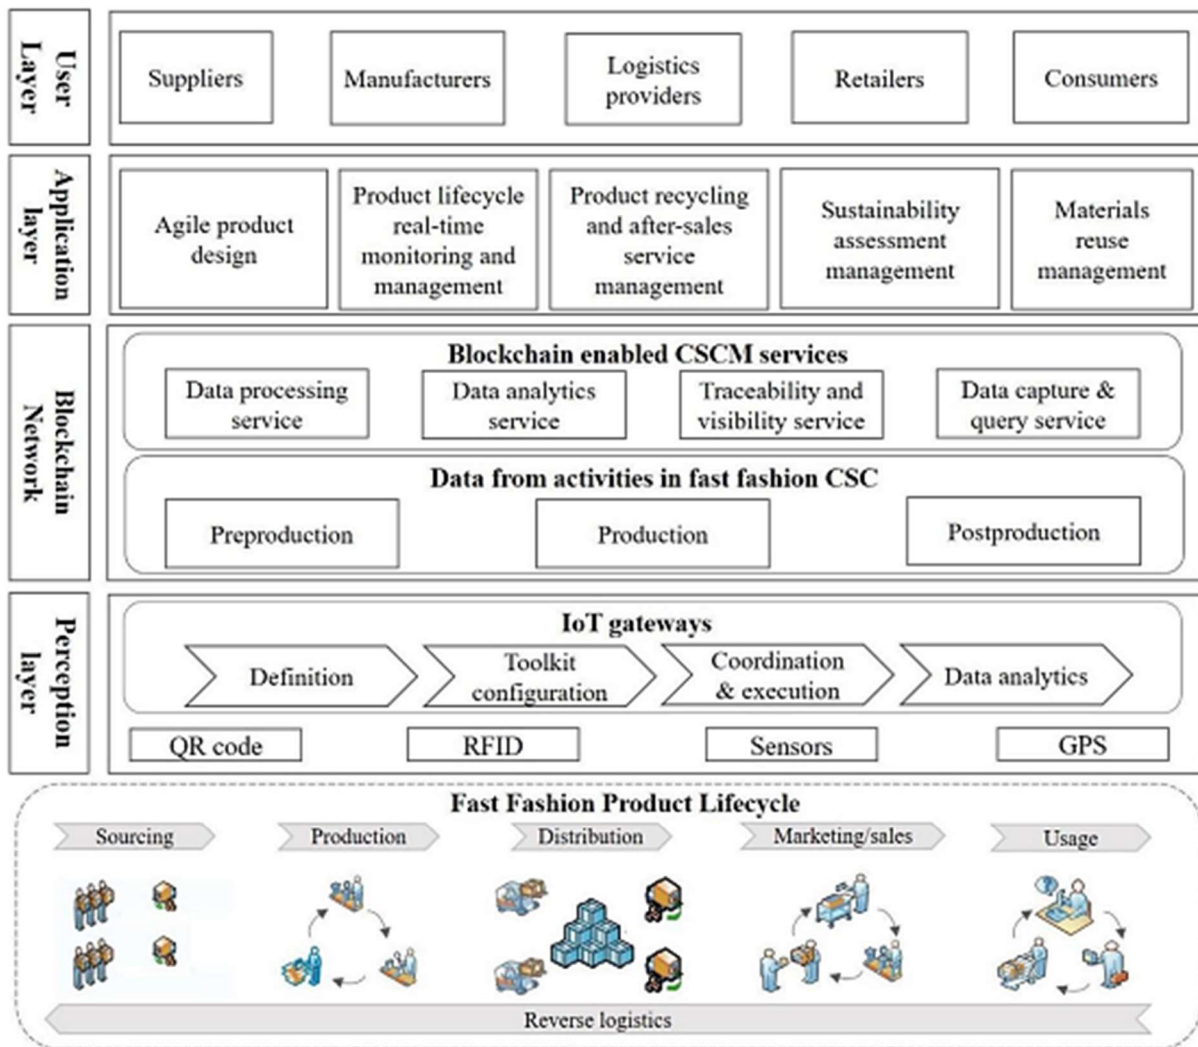 User
Layer
Suppliers
Manufacturers
Logistics
providers
Retailers
Consumers
Application
layer
Agile product
design
Product lifecycle
real-time
monitoring and
management
Product recycling
and after-sales
service
management
Sustainability
assessment
management
Materials
reuse
management
Blockchain
Network
Blockchain enabled CSCM services
Data processing
service
Data analytics
service
Traceability and
visibility service
Data capture &
query service
Data from activities in fast fashion CSC
Preproduction
Production
Postproduction
Perception
layer
IoT gateways
Definition
Toolkit
configuration
Coordination
& execution
Data analytics
QR code
RFID
Sensors
GPS
Fast Fashion Product Lifecycle
Sourcing
Production
Distribution
Marketing/sales
Usage
Reverse logistics